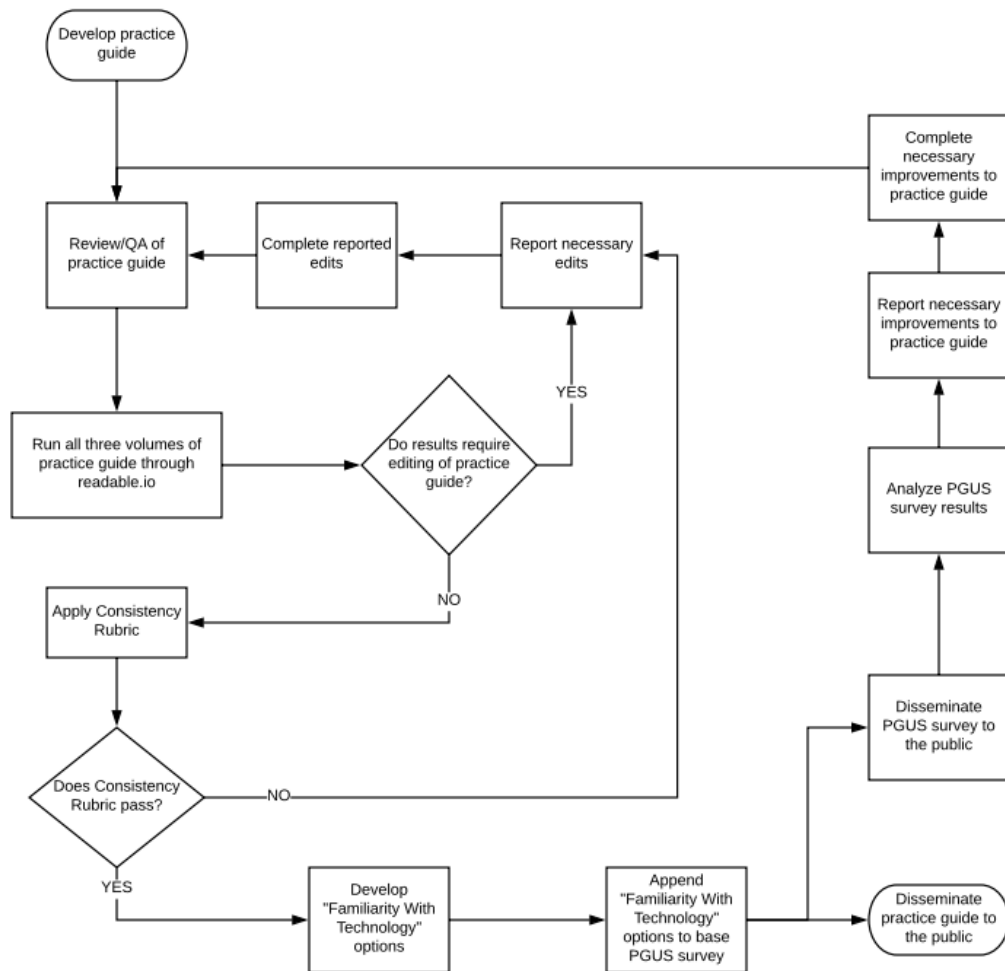 Develop practice
guide
Complete
necessary
improvements to
practice guide
Review/QA of
practice guide
Complete reported
edits
Report necessary
edits
Report necessary
improvements to
practice guide
YES
Run all three volumes of
practice guide through
readable.io
Do results require
editing of practice
guide?
Analyze PGUS
survey results
NO
Apply Consistency
Rubric
Disseminate
PGUS survey to
the public
Does Consistency
Rubric pass?
NO
YES
Develop
"Familiarity With
Technology"
options
Append
"Familiarity With
Technology"
options to base
PGUS survey
Disseminate
practice guide to
the public